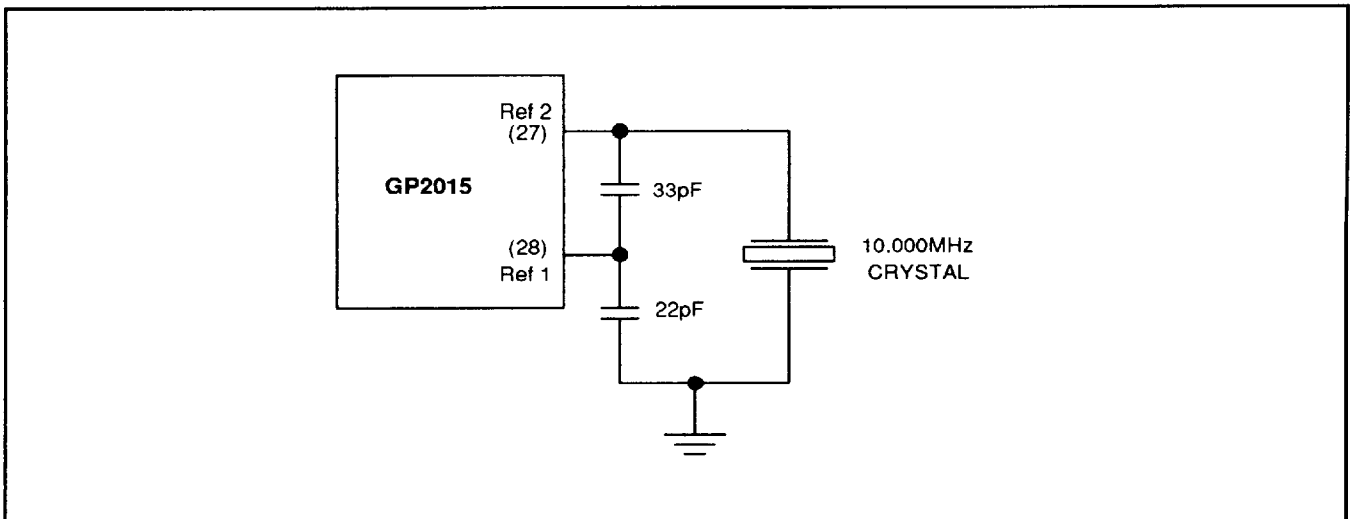 Ref 2
(27)
GP2015
33pF
(28)
Ref 1
22pF
10.000MHz
CRYSTAL